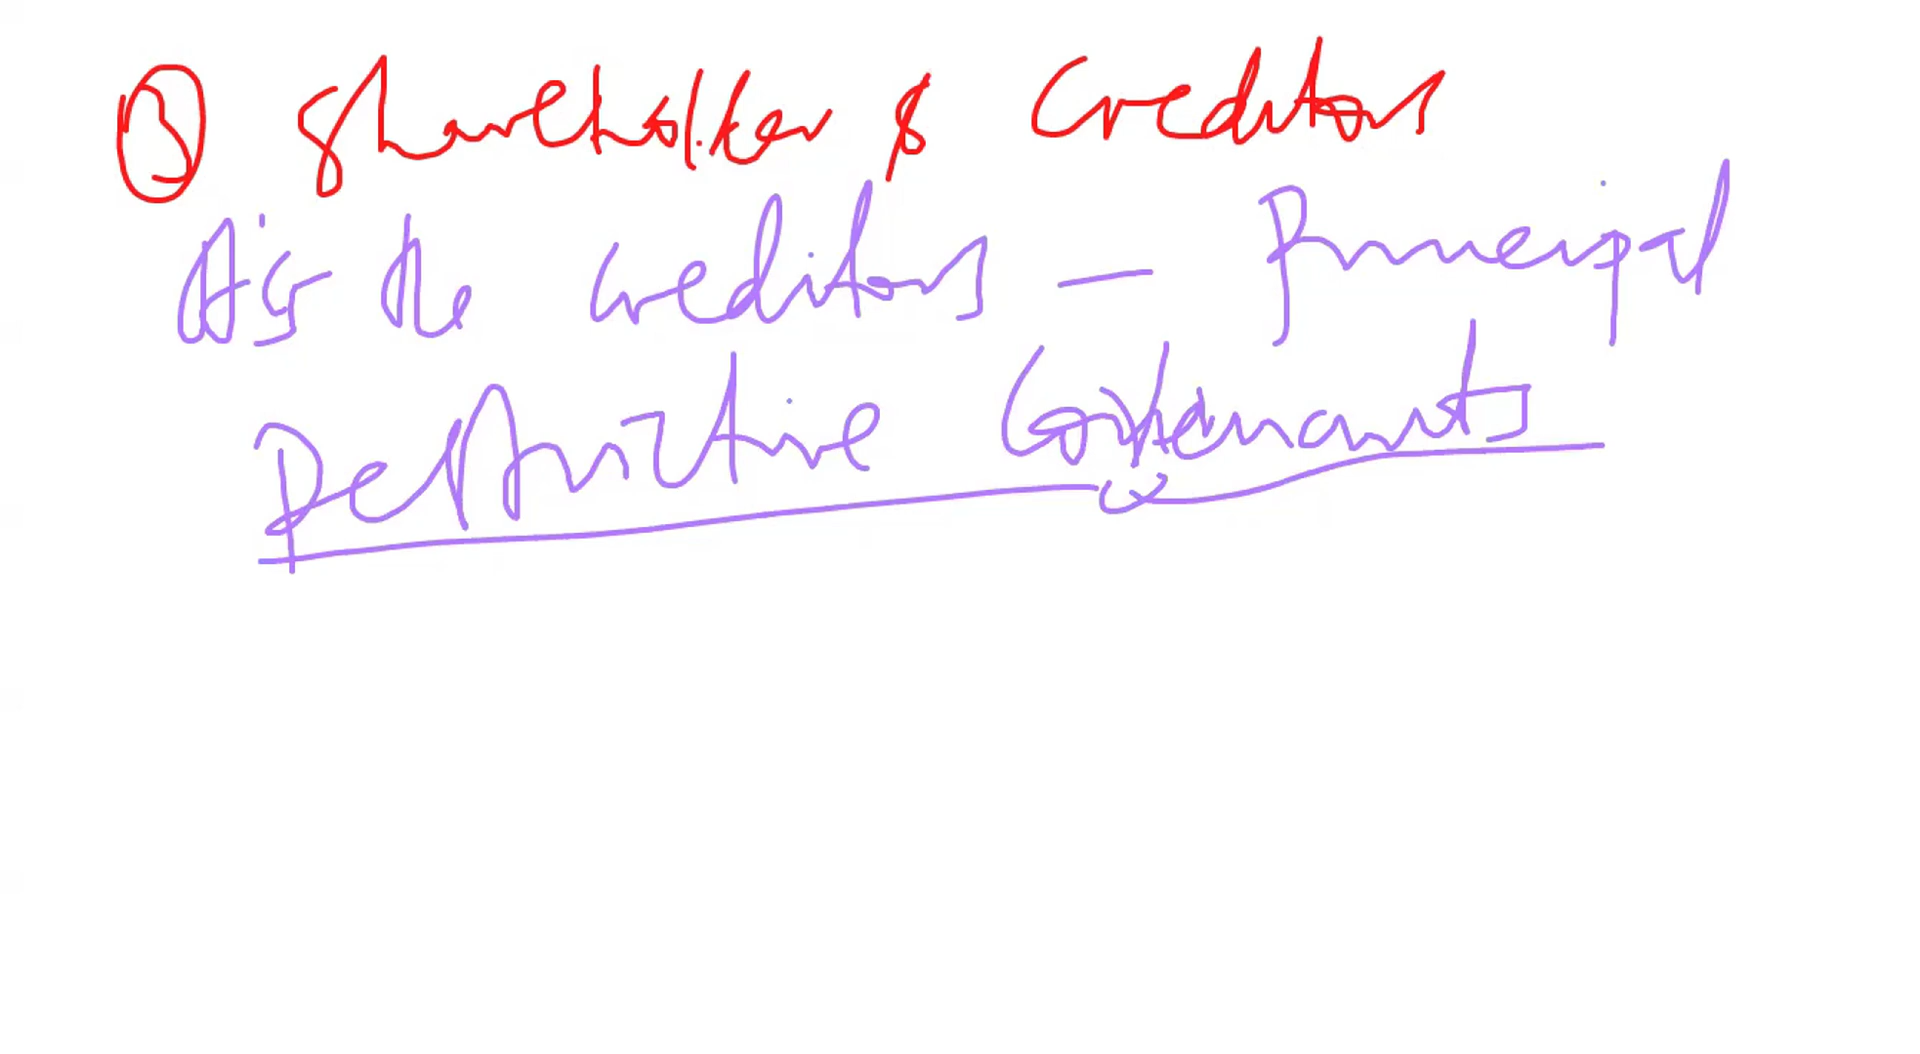 ③ Shareholder & Creditors
A's the creditors — Principal
Restrictive Covenants